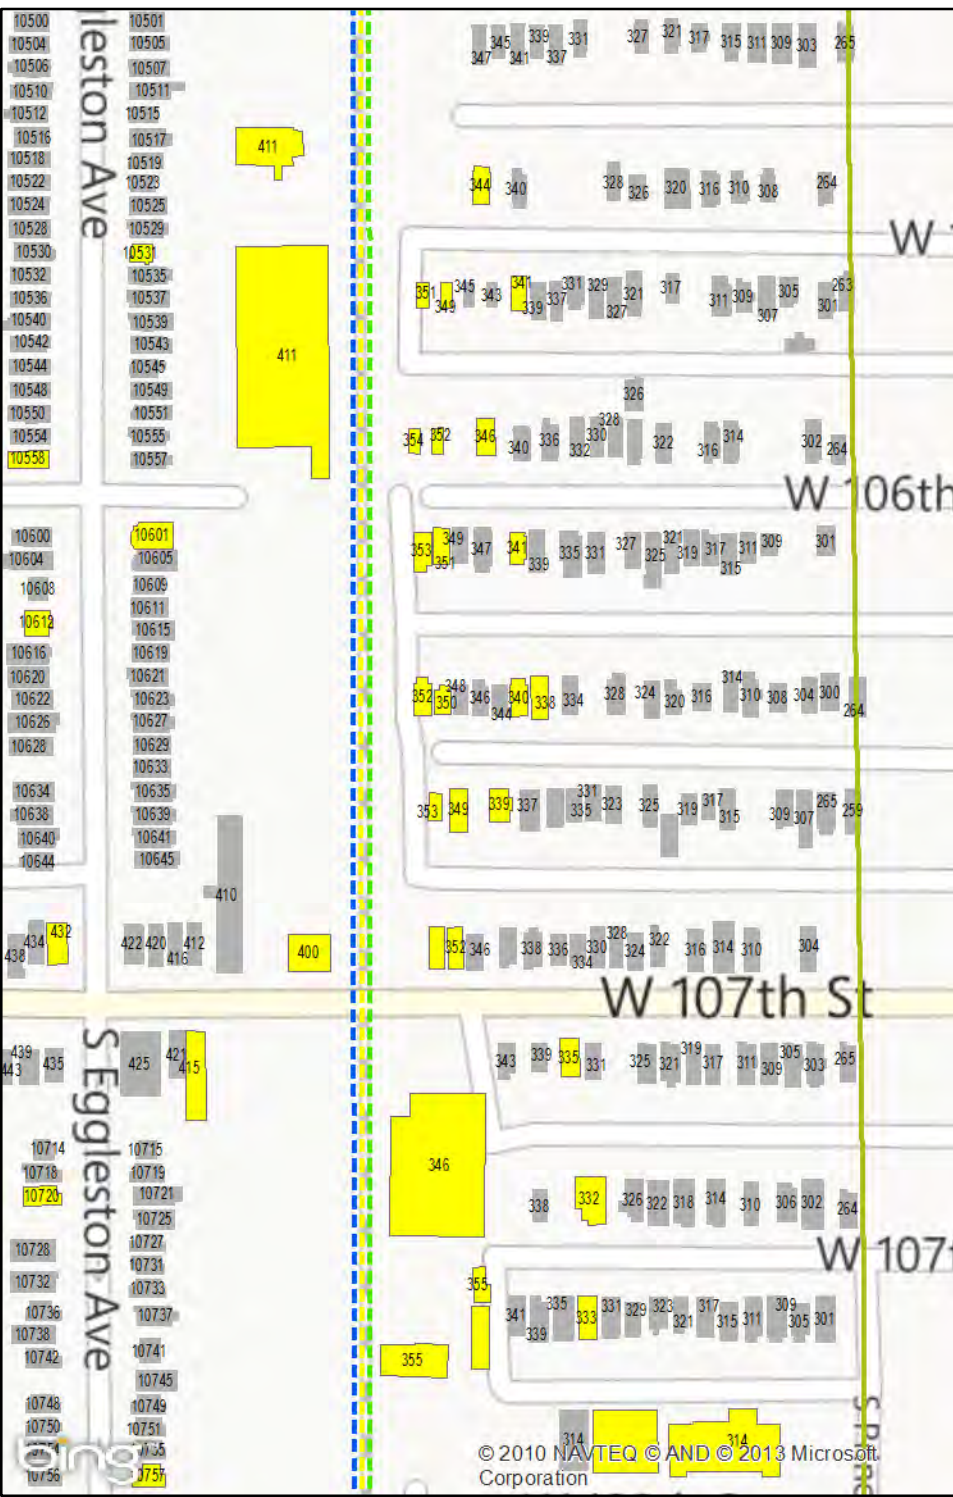 10500 10501
10504 10505
10506 10507
10510 10511
10512 10515
10516 10517
10518 10519
10522 10523
10524 10525
10528 10529
10530 10531
10532 10535
10536 10537
10540 10539
10542 10543
10544 10545
10548 10549
10550 10551
10554 10555
10558 10557
gleston Ave
411
411
347 345 341 339 337 331 327 321 317 315 311 309 303 265
344 340 328 326 320 316 310 308 264
W 1
351 349 345 343 341 339 337 331 329 327 321 317 311 309 307 305 301 263
326
354 352 346 340 336 332 330 328 322 316 314 302 264
W 106th
10600 10601
10604 10605
10608 10609
10611
10612 10615
10616 10619
10620 10621
10622 10623
10626 10627
10628 10629
10633
10634 10635
10638 10639
10640 10641
10644 10645
353 351 349 347 341 339 335 331 327 325 321 319 317 315 311 309 301
352 350 348 346 344 340 338 334 328 324 320 316 314 310 308 304 300 264
353 349 339 337 335 331 323 325 319 317 315 309 307 265 259
410
438 434 432 422 420 416 412 400
352 346 338 336 334 330 328 324 322 316 314 310 304
W 107th St
443 439 435 425 421 415
343 339 335 331 325 321 319 317 311 309 305 303 265
S Eggleston Ave
346
10714 10715
10718 10719
10720 10721
10725
10728 10727
10731
10732 10733
10736 10737
10738
10742 10741
10745
10748 10749
10750 10751
10756 10757
338 332 326 322 318 314 310 306 302 264
W 107
355
341 339 335 333 331 329 323 321 317 315 311 309 305 301
355
314 314
bing
© 2010 NAVTEQ © AND © 2013 Microsoft
Corporation